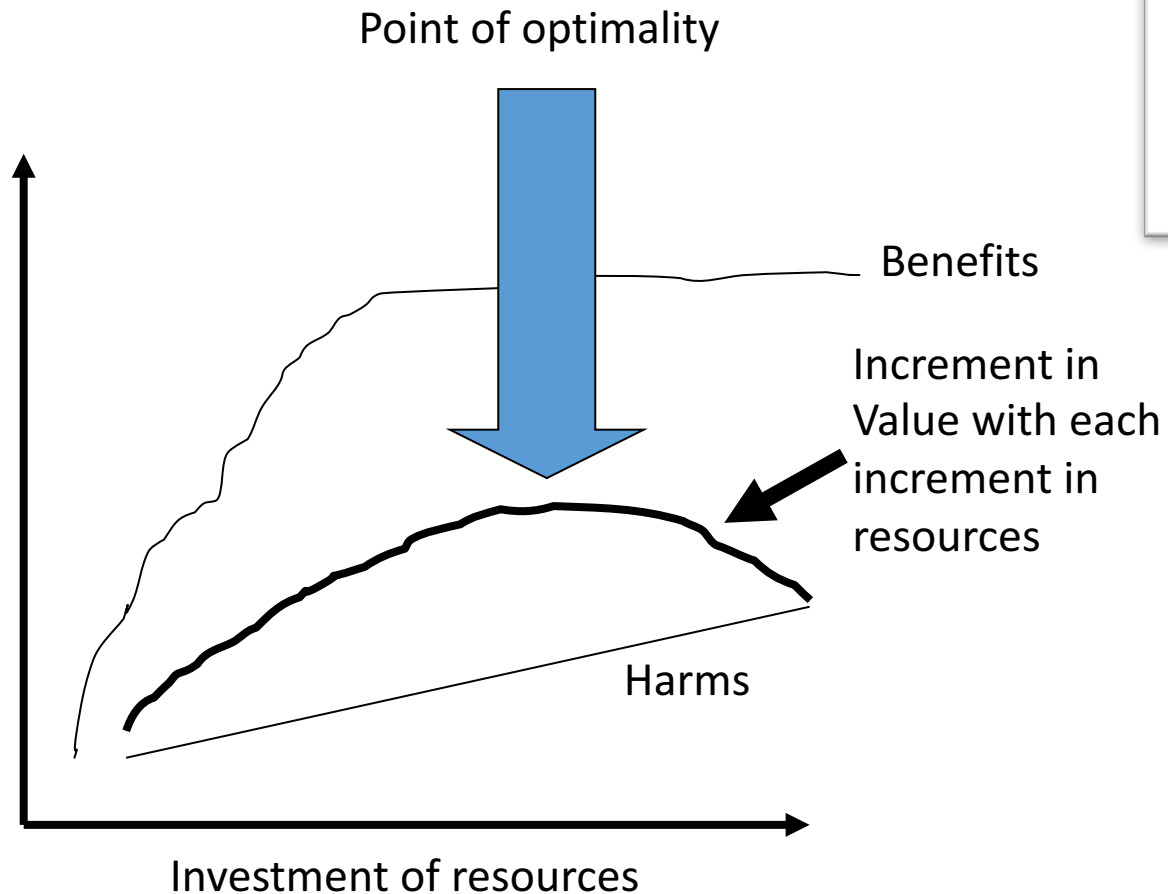 Point of optimality
Benefits
Increment in
Value with each
increment in
resources
Harms
Investment of resources